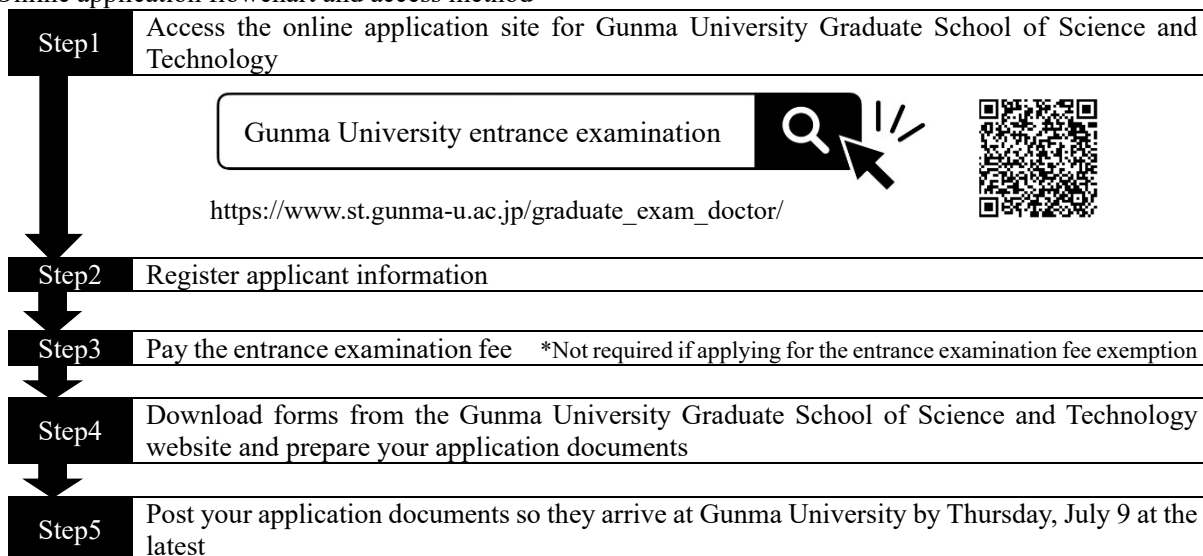 Online application flowchart and access method
Step1
Access the online application site for Gunma University Graduate School of Science and
Technology
Gunma University entrance examination
https://www.st.gunma-u.ac.jp/graduate_exam_doctor/
Step2
Register applicant information
Step3
Pay the entrance examination fee *Not required if applying for the entrance examination fee exemption
Step4
Download forms from the Gunma University Graduate School of Science and Technology
website and prepare your application documents
Step5
Post your application documents so they arrive at Gunma University by Thursday, July 9 at the
latest